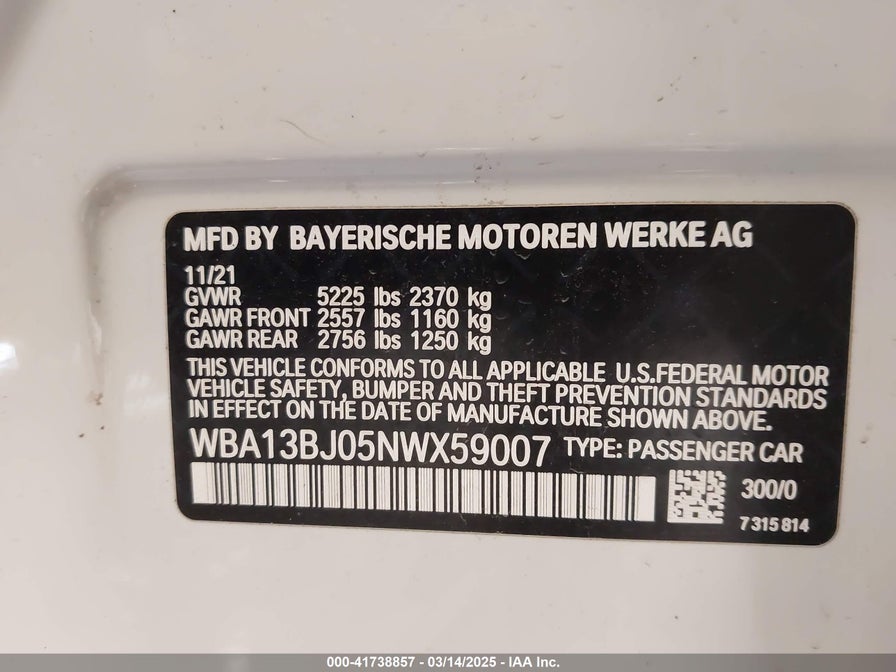 MFD BY BAYERISCHE MOTOREN WERKE AG
11/21
GVWR 5225 lbs 2370 kg
GAWR FRONT 2557 lbs 1160 kg
GAWR REAR 2756 lbs 1250 kg
THIS VEHICLE CONFORMS TO ALL APPLICABLE U.S.FEDERAL MOTOR
VEHICLE SAFETY, BUMPER AND THEFT PREVENTION STANDARDS
IN EFFECT ON THE DATE OF MANUFACTURE SHOWN ABOVE.
WBA13BJ05NWX59007 TYPE: PASSENGER CAR
300/0
7315814
000-41738857 - 03/14/2025 - IAA Inc.